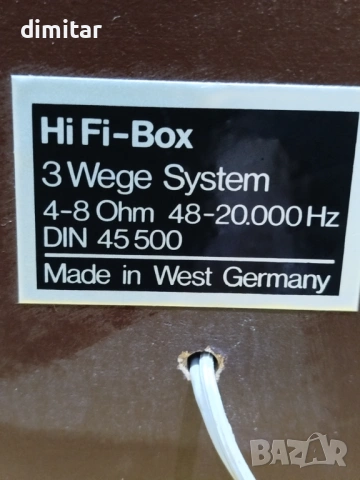 dimitar
Hi Fi-Box
3 Wege System
4-8 Ohm 48-20.000 Hz
DIN 45 500
Made in West Germany
BAZAR
bg